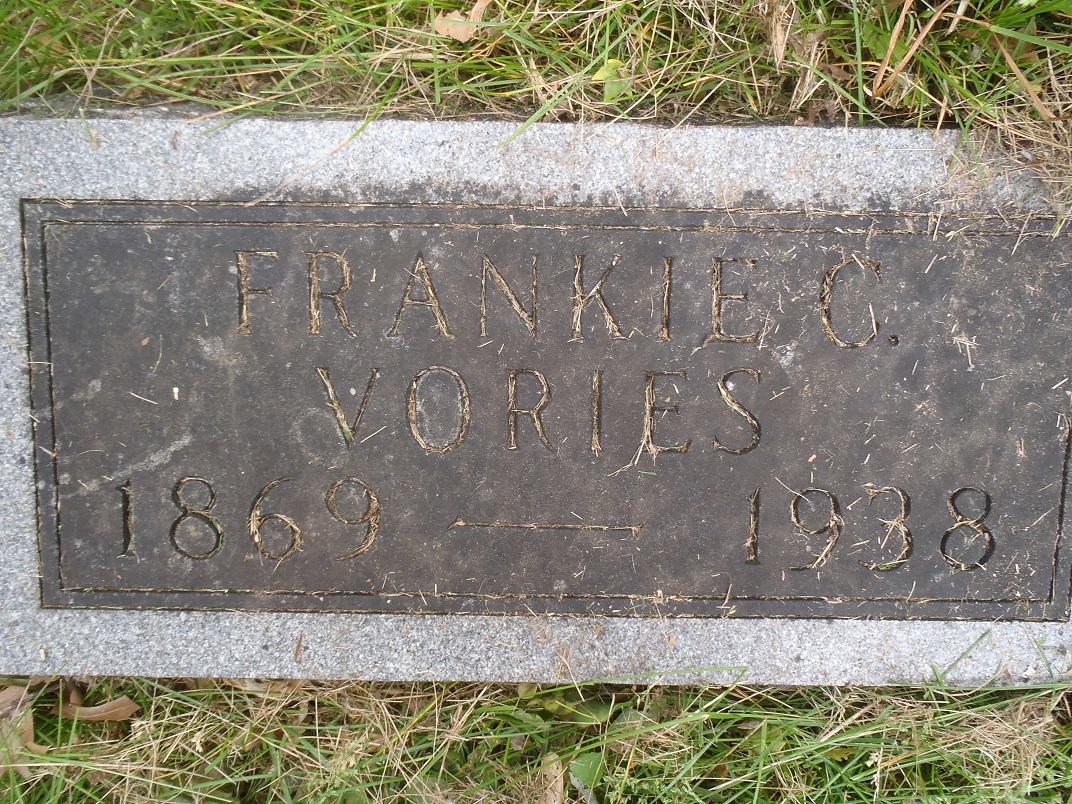 FRANKIE C.
VORIES
1869 — 1938